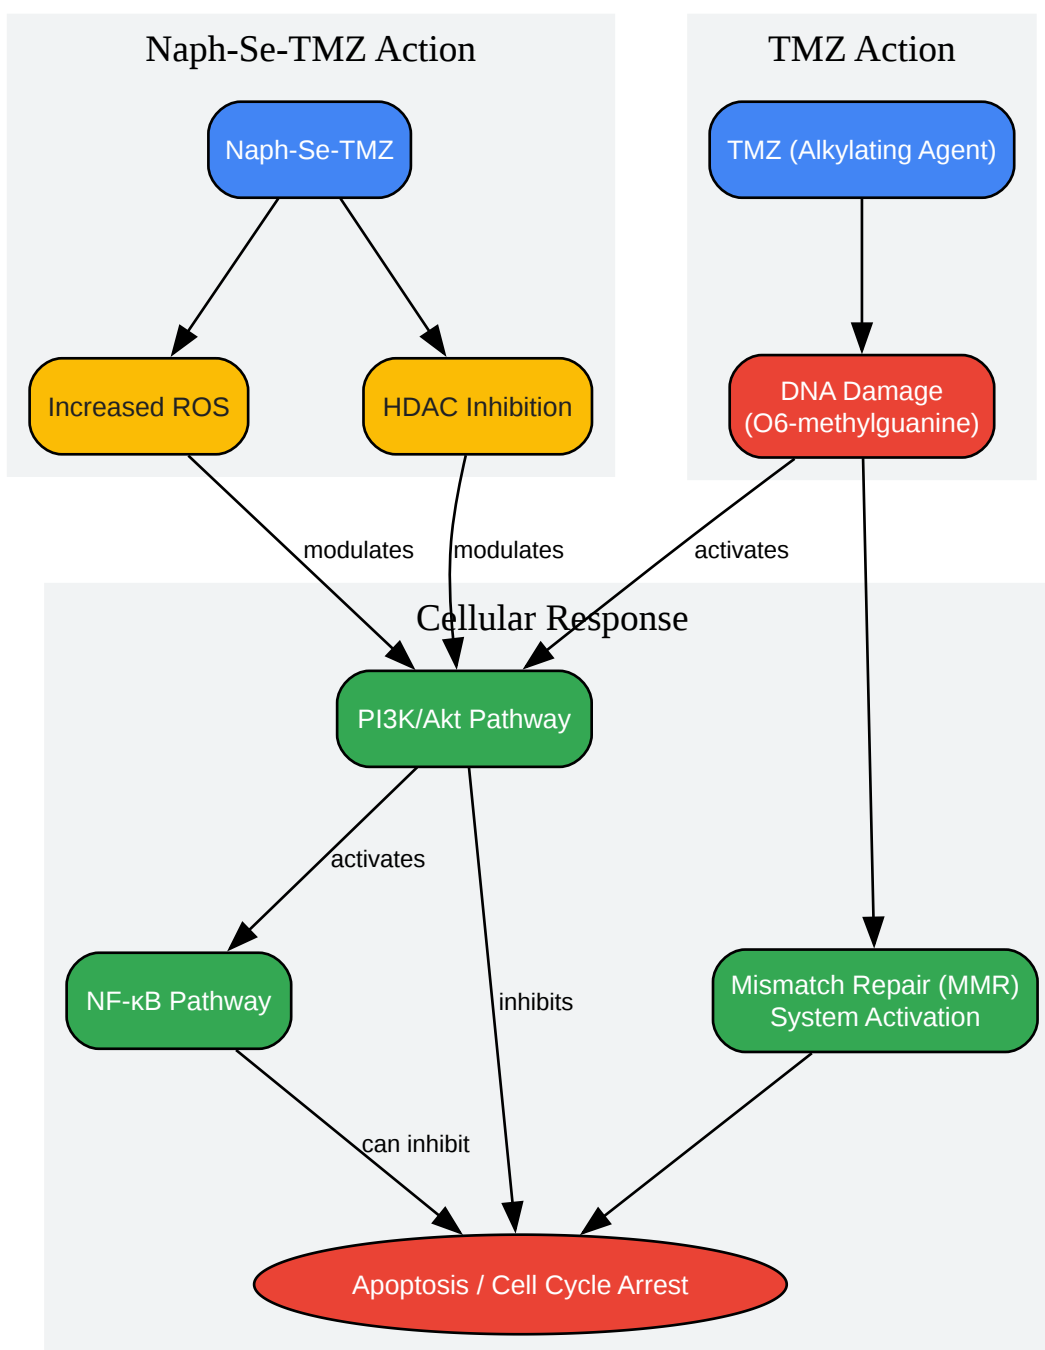 Naph-Se-TMZ Action
TMZ Action
Naph-Se-TMZ
TMZ (Alkylating Agent)
Increased ROS
HDAC Inhibition
DNA Damage
(O6-methylguanine)
modulates
modulates
activates
Cellular Response
PI3K/Akt Pathway
activates
NF-κB Pathway
inhibits
Mismatch Repair (MMR)
System Activation
can inhibit
Apoptosis / Cell Cycle Arrest